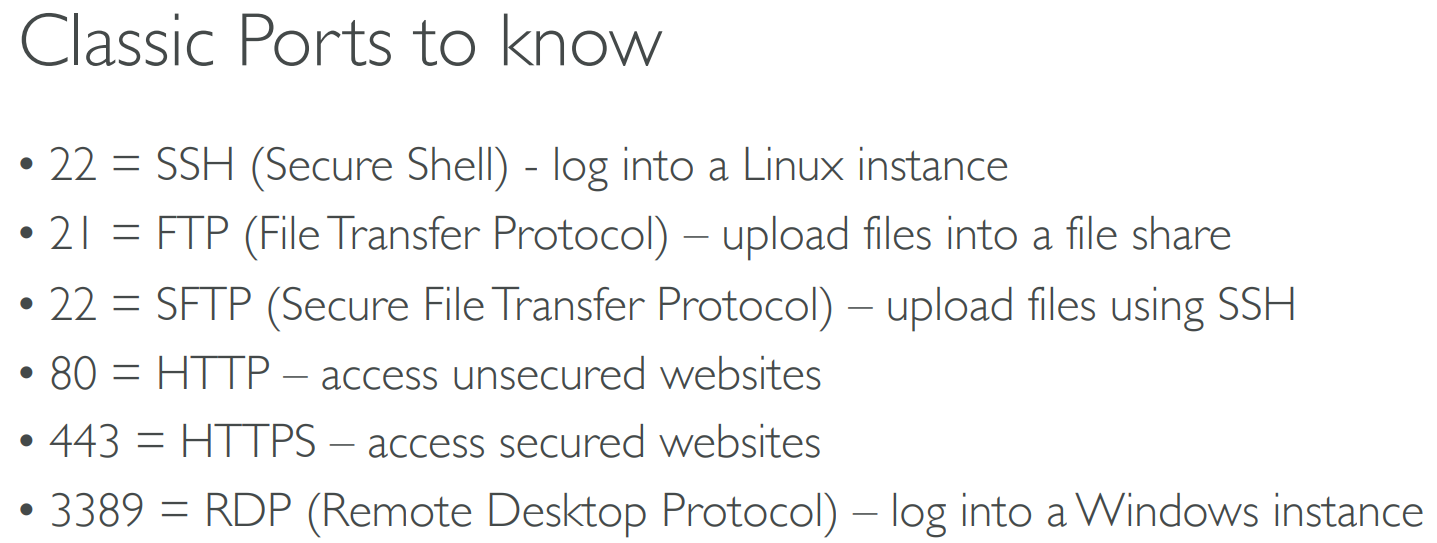 Classic Ports to know
• 22 = SSH (Secure Shell) - log into a Linux instance
• 21 = FTP (File Transfer Protocol) – upload files into a file share
• 22 = SFTP (Secure File Transfer Protocol) – upload files using SSH
• 80 = HTTP – access unsecured websites
• 443 = HTTPS – access secured websites
• 3389 = RDP (Remote Desktop Protocol) – log into a Windows instance